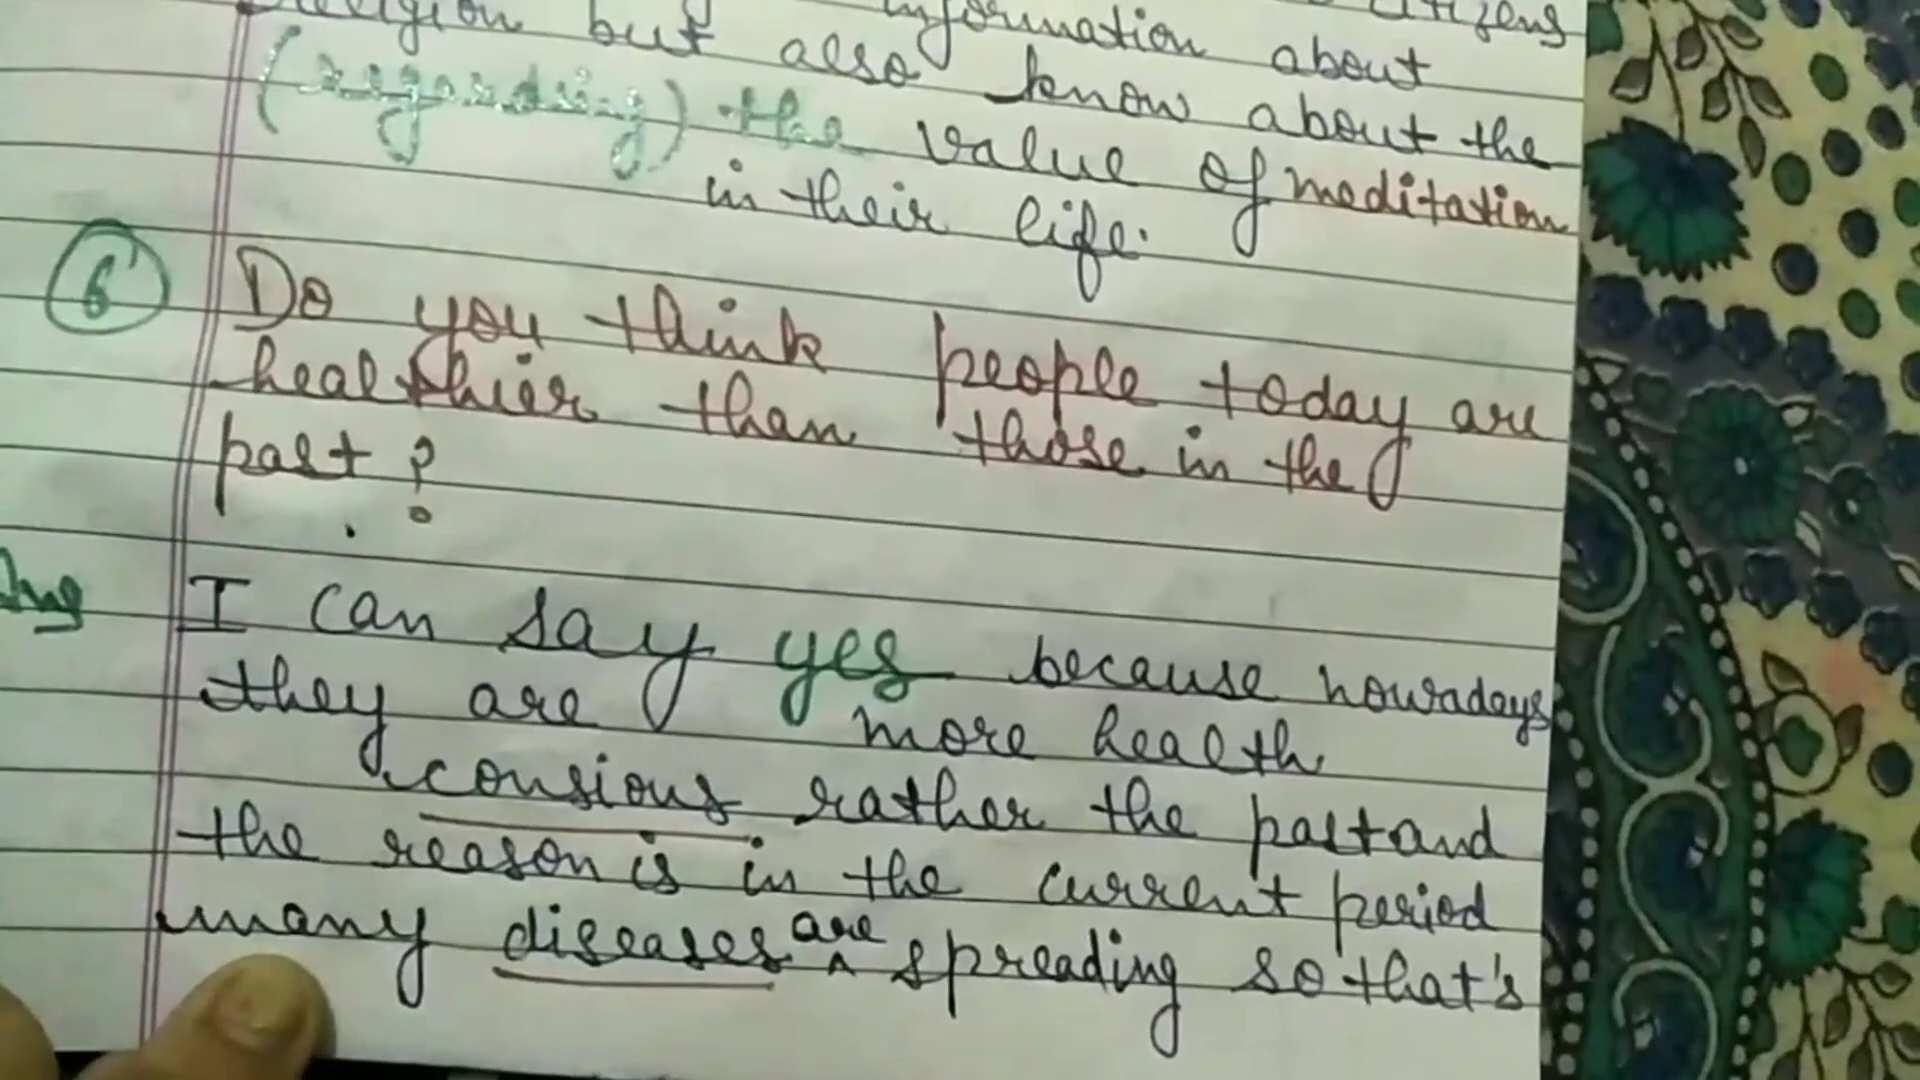 citizens
religion but information about
also know about the
(regarding) the value of meditation
in their life.
6 Do you think people today are
healthier than those in the
past ?
Ans I can say yes because nowadays
they are more health
consious rather the past and
the reason is in the current period
many diseases are ^ spreading so that's